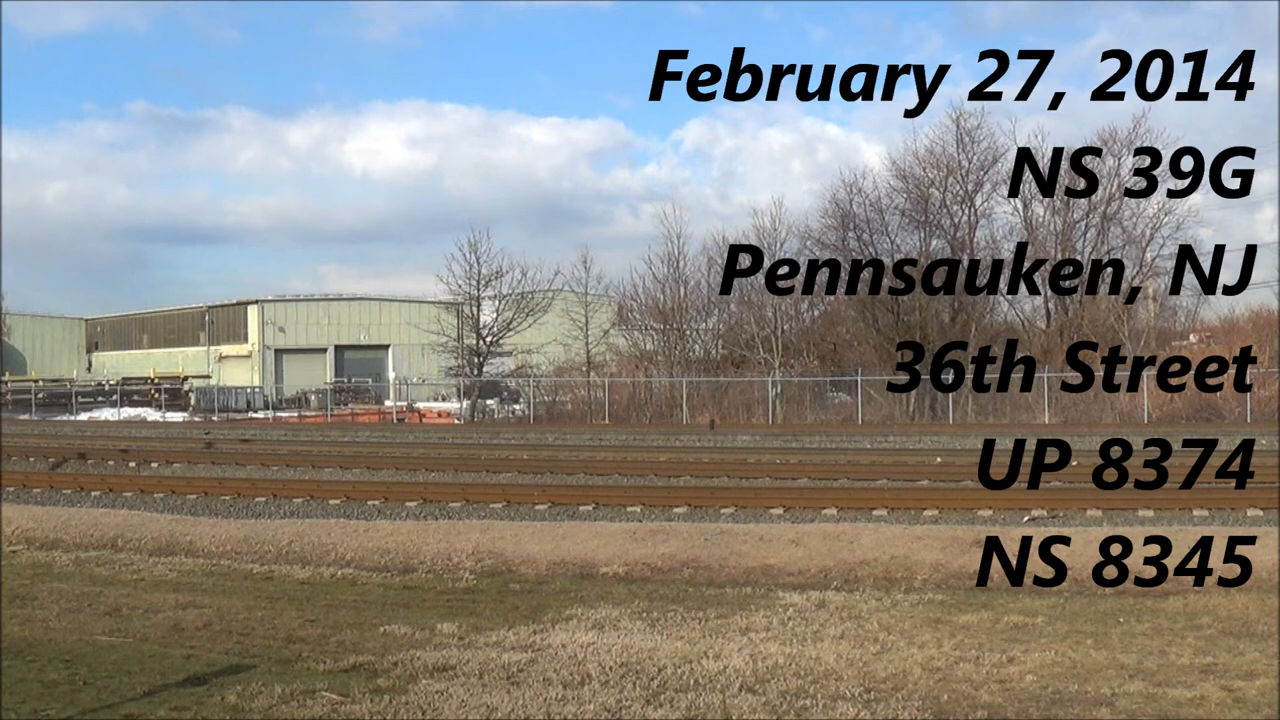 February 27, 2014
NS 39G
Pennsauken, NJ
36th Street
UP 8374
NS 8345